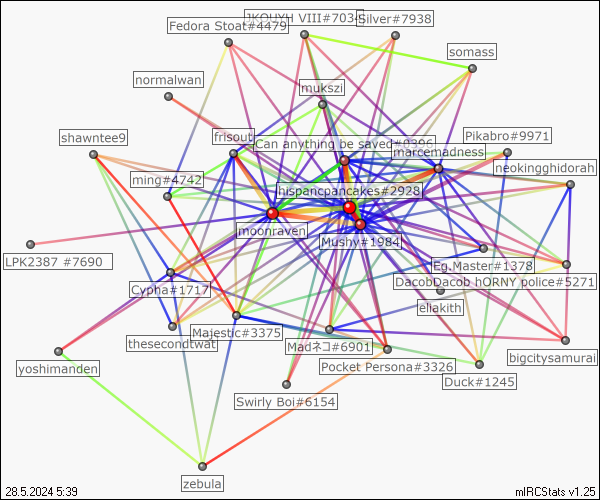 JKOUYH VIII#7034
Silver#7938
Fedora Stoat#4479
somass
normalwan
mukszi
shawntee9
frisout
Can anything be saved#0396
Pikabro#9971
marcemadness
neokingghidorah
ming#4742
hispancpancakes#2928
moonraven
Mushy#1984
LPK2387 #7690
Eg.Master#1378
Cypha#1717
DacobDacob hORNY police#5271
eliakith
thesecondtwat
Majestic#3375
Madネコ#6901
bigcitysamurai
yoshimanden
Pocket Persona#3326
Duck#1245
Swirly Boi#6154
zebula
28.5.2024 5:39
mIRCStats v1.25